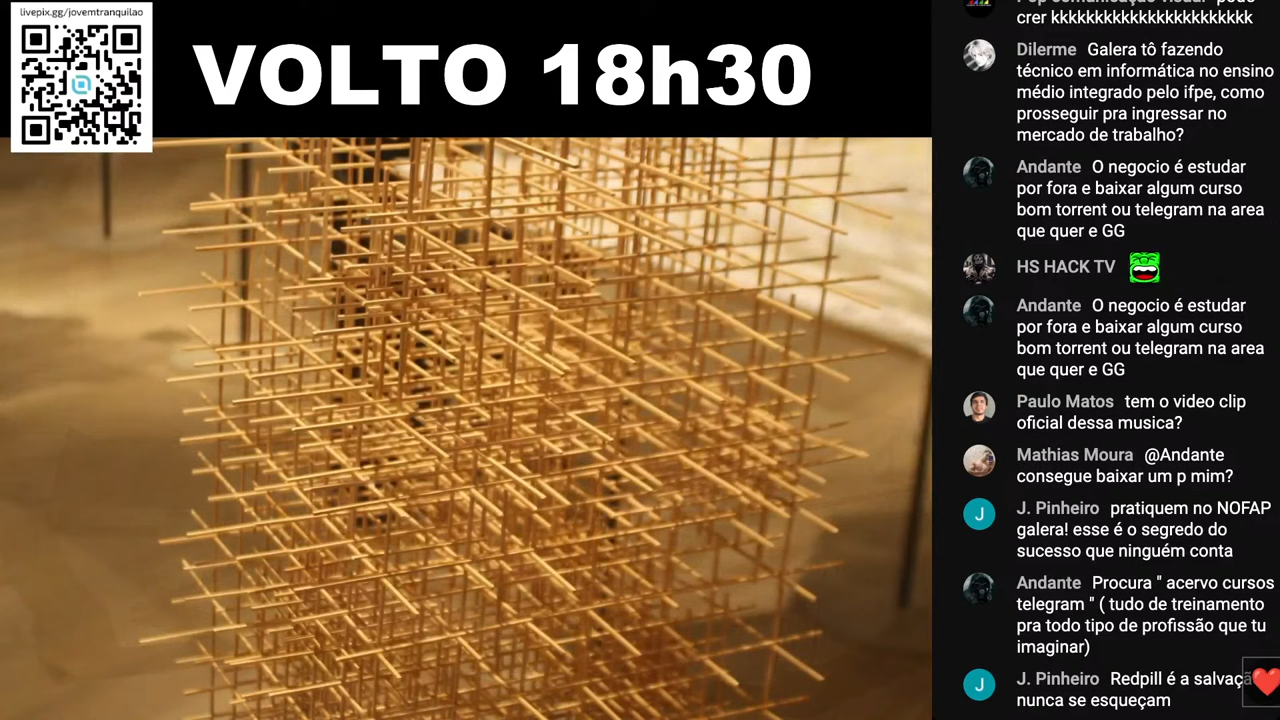 livepix.gg/jovemtranquilao
VOLTO 18h30
crer kkkkkkkkkkkkkkkkkkkkkkk
Dilerme Galera tô fazendo
técnico em informática no ensino
médio integrado pelo ifpe, como
prosseguir pra ingressar no
mercado de trabalho?
Andante O negocio é estudar
por fora e baixar algum curso
bom torrent ou telegram na area
que quer e GG
HS HACK TV
Andante O negocio é estudar
por fora e baixar algum curso
bom torrent ou telegram na area
que quer e GG
Paulo Matos tem o video clip
oficial dessa musica?
Mathias Moura @Andante
consegue baixar um p mim?
J J. Pinheiro pratiquem no NOFAP
galera! esse é o segredo do
sucesso que ninguém conta
Andante Procura " acervo cursos
telegram " ( tudo de treinamento
pra todo tipo de profissão que tu
imaginar)
J J. Pinheiro Redpill é a
nunca se esqueçam